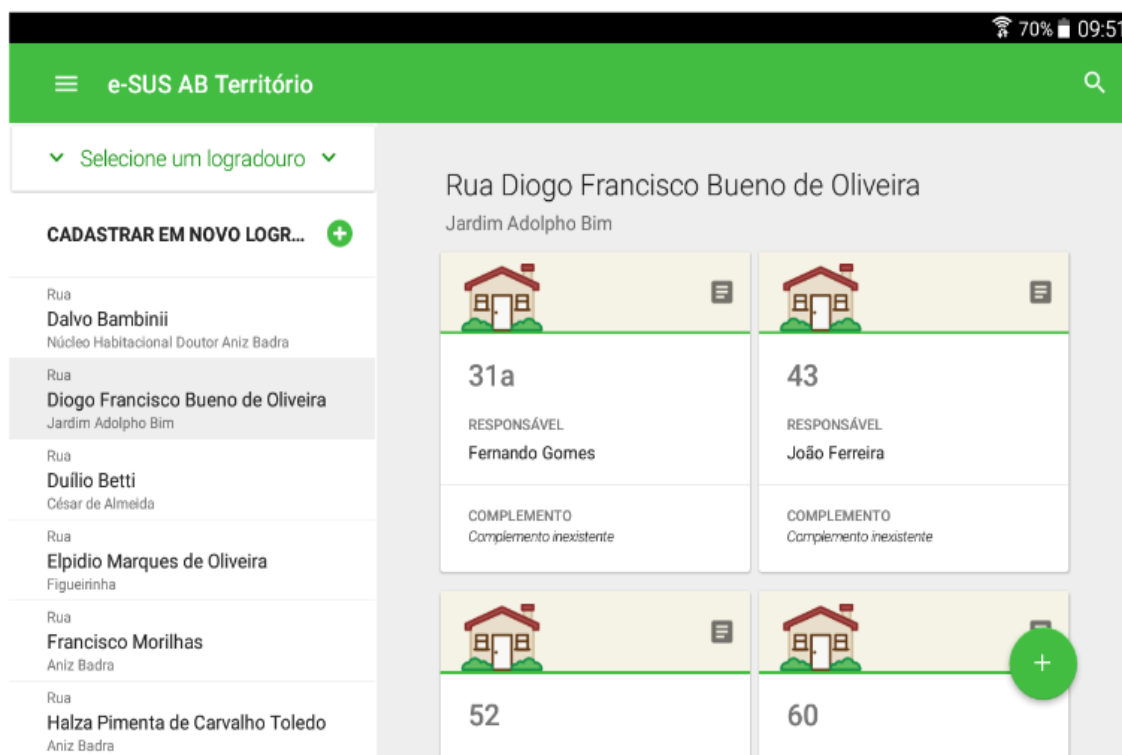 70% 09:51
e-SUS AB Território
Selecione um logradouro
CADASTRAR EM NOVO LOGR...
Rua
Dalvo Bambinii
Núcleo Habitacional Doutor Aniz Badra
Rua
Diogo Francisco Bueno de Oliveira
Jardim Adolpho Bim
Rua
Duílio Betti
César de Almeida
Rua
Elpidio Marques de Oliveira
Figueirinha
Rua
Francisco Morilhas
Aniz Badra
Rua
Halza Pimenta de Carvalho Toledo
Aniz Badra
Rua Diogo Francisco Bueno de Oliveira
Jardim Adolpho Bim
31a
RESPONSÁVEL
Fernando Gomes
COMPLEMENTO
Complemento inexistente
43
RESPONSÁVEL
João Ferreira
COMPLEMENTO
Complemento inexistente
52
60